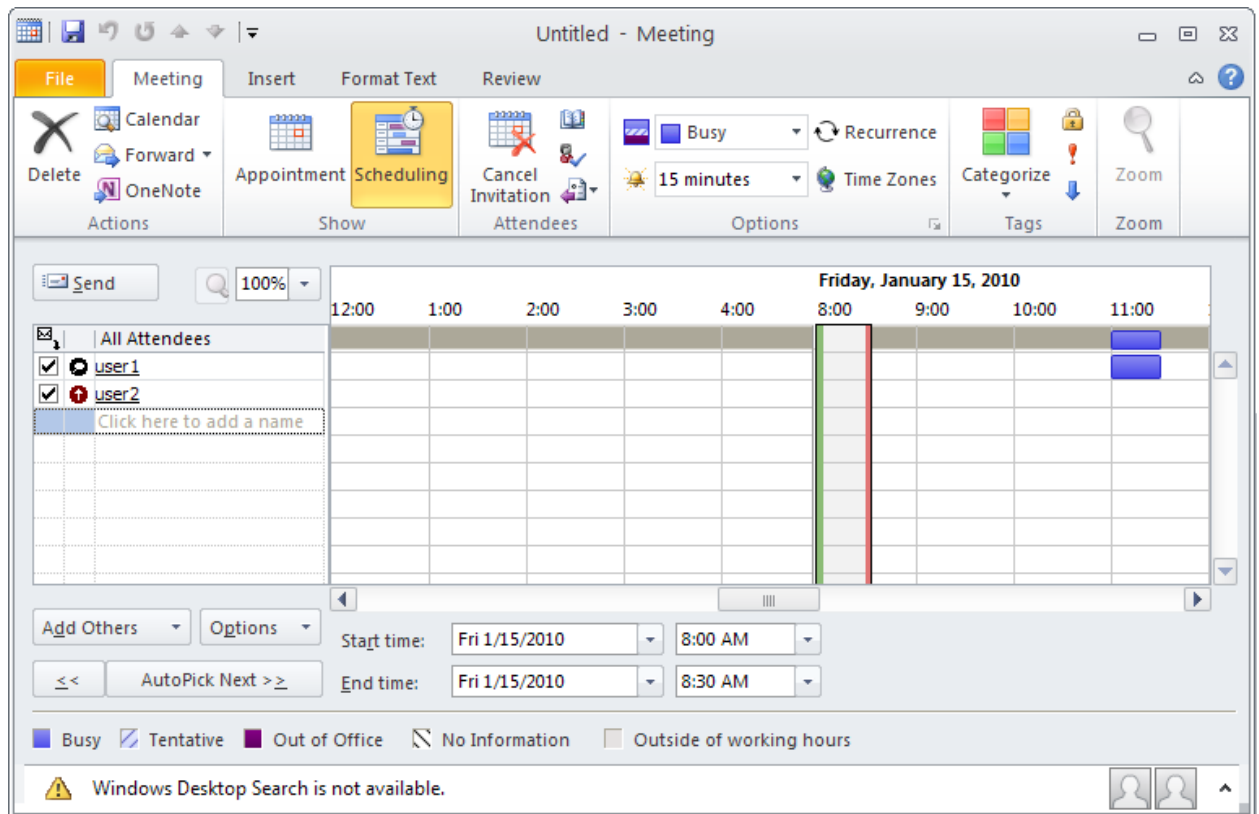 Untitled - Meeting
File Meeting Insert Format Text Review
Delete
Calendar
Forward
OneNote
Actions
Appointment Scheduling
Show
Cancel Invitation
Attendees
Busy
15 minutes
Recurrence
Time Zones
Options
Categorize
Tags
Zoom
Zoom
Send 100%
Friday, January 15, 2010
12:00 1:00 2:00 3:00 4:00 8:00 9:00 10:00 11:00
All Attendees
user1
user2
Click here to add a name
Add Others Options
Start time: Fri 1/15/2010 8:00 AM
<< AutoPick Next >>
End time: Fri 1/15/2010 8:30 AM
Busy Tentative Out of Office No Information Outside of working hours
Windows Desktop Search is not available.